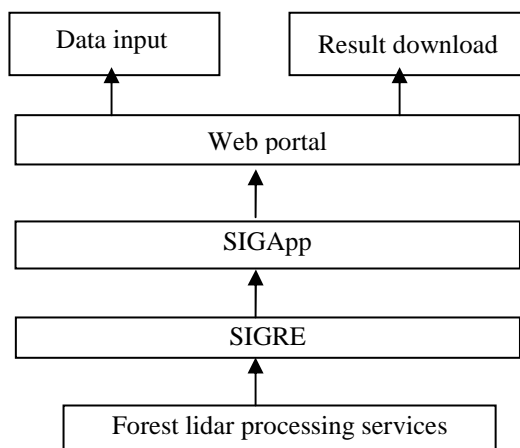 Data input
Result download
Web portal
SIGApp
SIGRE
Forest lidar processing services